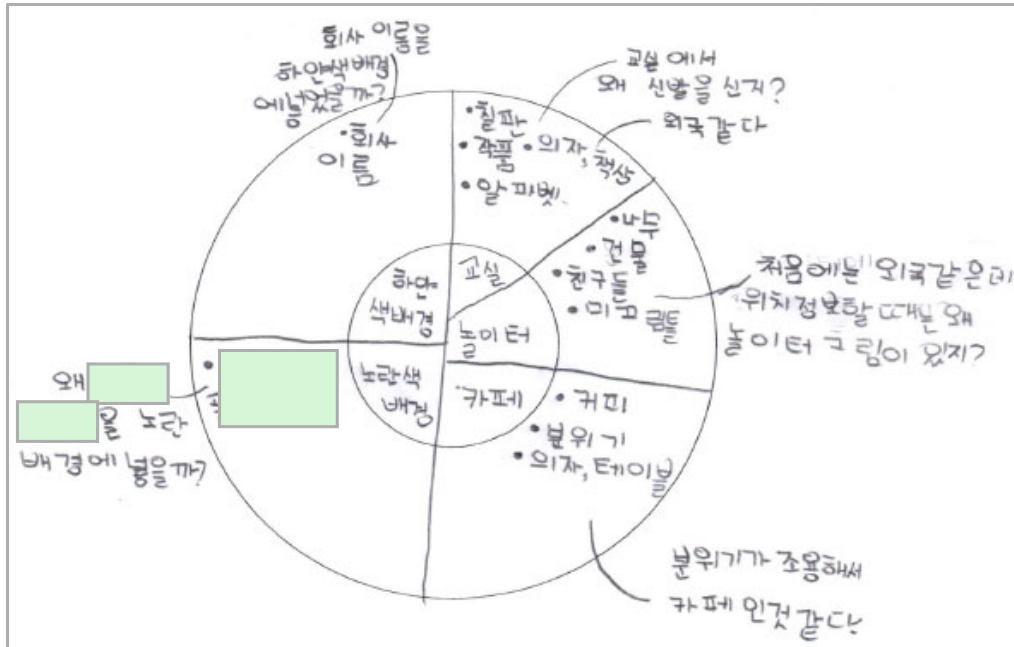 회사 이름을
하얀색배경
에넣었을까?
• 회사
이름
교실에서
왜 신발을 신지?
외국같다
• 칠판
• 작품 • 의자, 책상
• 알파벳
• 나무
• 건물
• 친구들
• 미끄럼틀
처음에는 외국같은데
위치정보할 때는 왜
놀이터 그림이 있지?
하얀
색배경
교실
놀이터
노란색
배경
카페
• 커피
• 분위기
• 의자, 테이블
왜
을 노란
배경에 넣을까?
분위기가 조용해서
카페인것 같다!